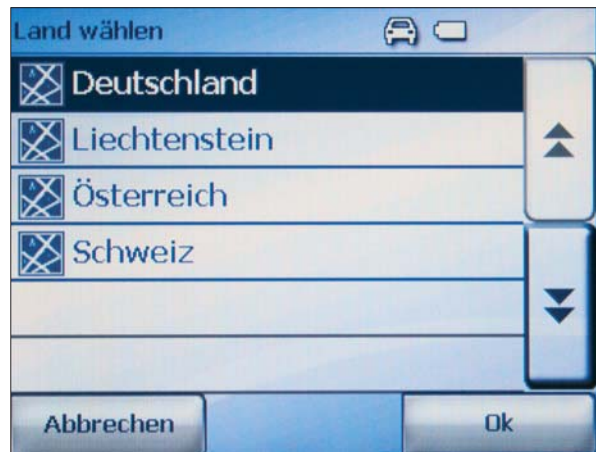 Land wählen
Deutschland
Liechtenstein
Österreich
Schweiz
Abbrechen
Ok